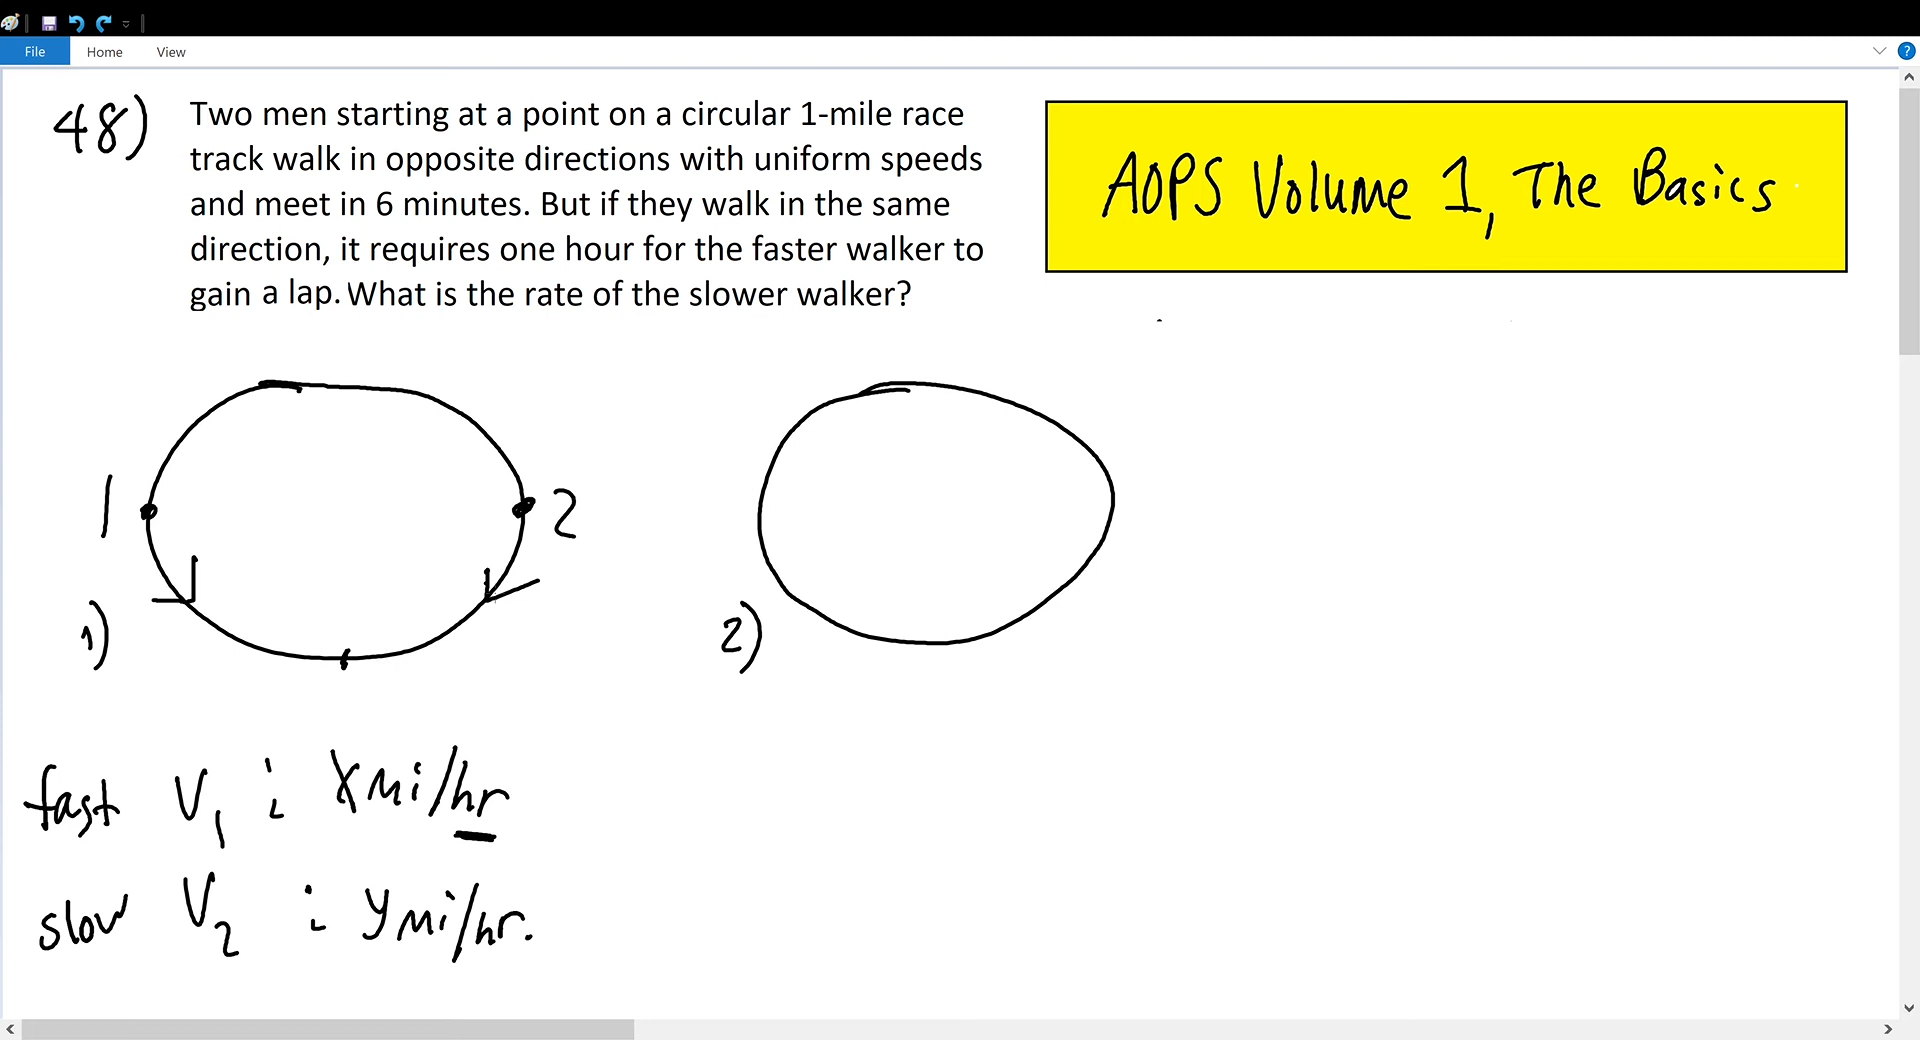 File Home View
48)
Two men starting at a point on a circular 1-mile race
track walk in opposite directions with uniform speeds
and meet in 6 minutes. But if they walk in the same
direction, it requires one hour for the faster walker to
gain a lap. What is the rate of the slower walker?
AOPS Volume 1, The Basics
1
2
1)
2)
fast V1 : x mi/hr
slow V2 : y mi/hr.